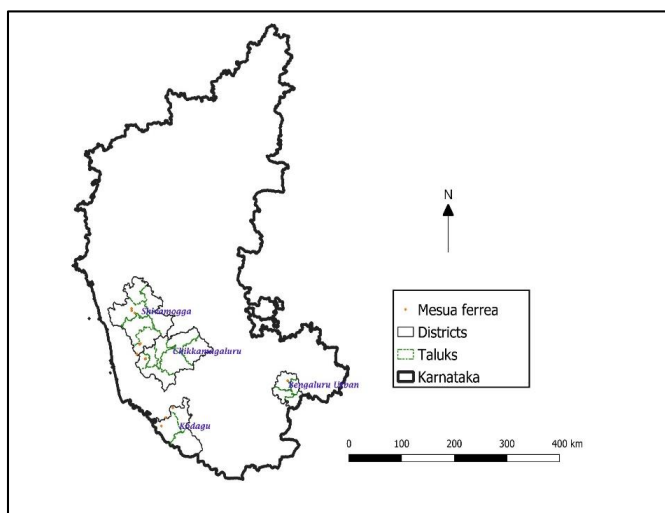 N
Shivamogga
Chikkamagaluru
Bengaluru Urban
Kodagu
Mesua ferrea
Districts
Taluks
Karnataka
0 100 200 300 400 km